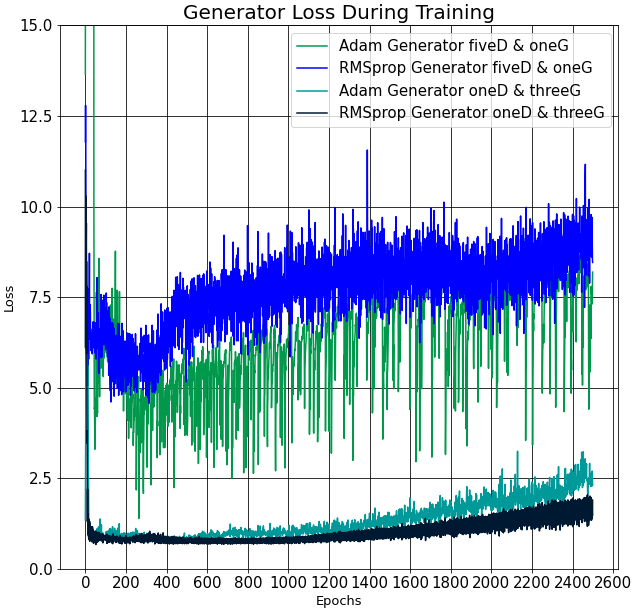 Generator Loss During Training
Adam Generator fiveD & oneG
RMSprop Generator fiveD & oneG
Adam Generator oneD & threeG
RMSprop Generator oneD & threeG
15.0
12.5
10.0
7.5
5.0
2.5
0.0
Loss
0 200 400 600 800 1000 1200 1400 1600 1800 2000 2200 2400 2600
Epochs